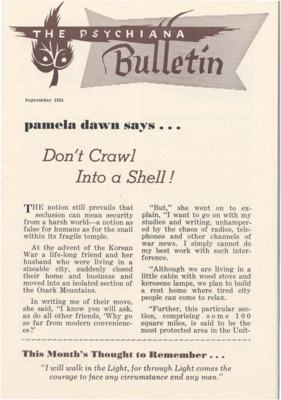 THE PSYCHIANA
Bulletin
September 1951
pamela dawn says . . .
Don't Crawl
Into a Shell!
THE notion still prevails that
seclusion can mean security
from a harsh world—a notion as
false for humans as for the snail
within its fragile temple.
At the advent of the Korean
War a life-long friend and her
husband who were living in a
sizeable city, suddenly closed
their home and business and
moved into an isolated section of
the Ozark Mountains.
In writing me of their move,
she said, "I know you will ask,
as do all other friends, 'Why go
so far from modern convenienc-
es?'
"But," she went on to ex-
plain, "I want to go on with my
studies and writing, unhamper-
ed by the chaos of radios, tele-
phones and other channels of
war news. I simply cannot do
my best work with such inter-
ference.
"Although we are living in a
little cabin with wood stove and
kerosene lamps, we plan to build
a rest home where tired city
people can come to relax.
"Further, this particular sec-
tion, comprising some 100
square miles, is said to be the
most protected area in the Unit-
This Month's Thought to Remember . . .
"I will walk in the Light, for through Light comes the
courage to face any circumstance and any man."